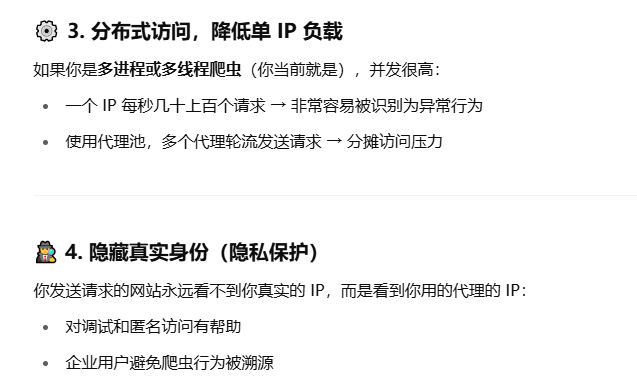 ⚙️ 3. 分布式访问，降低单 IP 负载
如果你是多进程或多线程爬虫（你当前就是），并发很高：
• 一个 IP 每秒几十上百个请求 → 非常容易被识别为异常行为
• 使用代理池，多个代理轮流发送请求 → 分摊访问压力
🕵️ 4. 隐藏真实身份（隐私保护）
你发送请求的网站永远看不到你真实的 IP，而是看到你用的代理的 IP：
• 对调试和匿名访问有帮助
• 企业用户避免爬虫行为被溯源